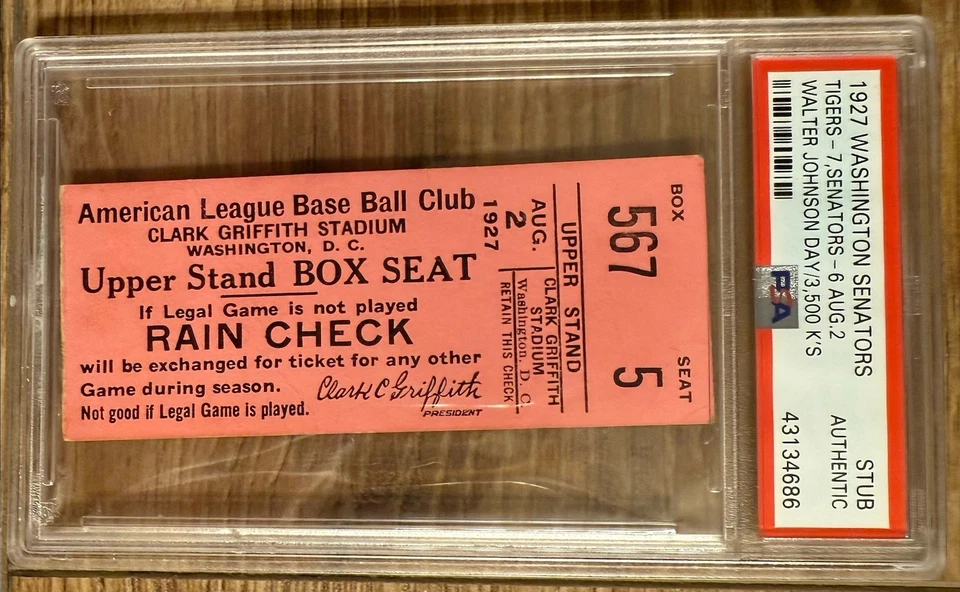 American League Base Ball Club
CLARK GRIFFITH STADIUM
WASHINGTON, D. C.
Upper Stand BOX SEAT
If Legal Game is not played
RAIN CHECK
will be exchanged for ticket for any other
Game during season.
Clark C Griffith
PRESIDENT
Not good if Legal Game is played.
BOX
567
SEAT
5
UPPER STAND
AUG.
2
1927
CLARK GRIFFITH
STADIUM
Washington, D. C.
RETAIN THIS CHECK
1927 WASHINGTON SENATORS
STUB
TIGERS-7,SENATORS-6 AUG.2
AUTHENTIC
WALTER JOHNSON DAY/3,500 K'S
43134686
PSA